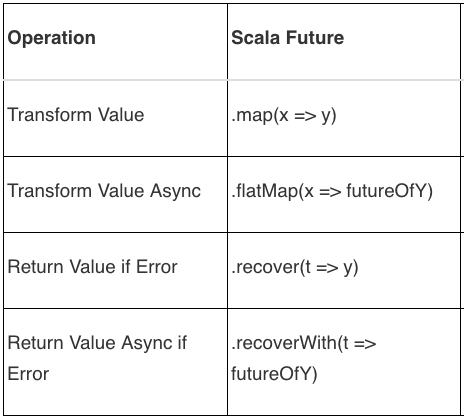 Operation Scala Future
Transform Value .map(x => y)
Transform Value Async .flatMap(x => futureOfY)
Return Value if Error .recover(t => y)
Return Value Async if .recoverWith(t =>
Error futureOfY)